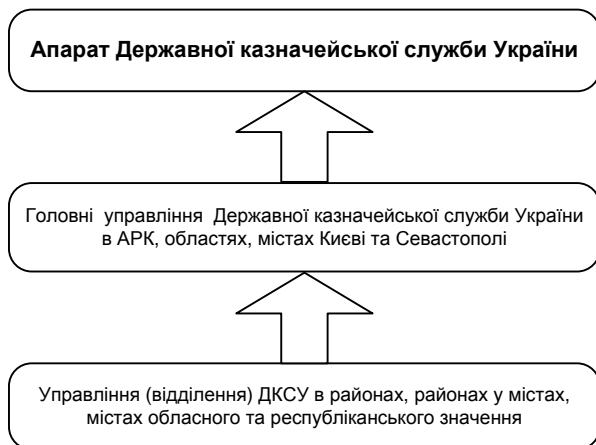 Апарат Державної казначейської служби України
Головні управління Державної казначейської служби України
в АРК, областях, містах Києві та Севастополі
Управління (відділення) ДКСУ в районах, районах у містах,
містах обласного та республіканського значення